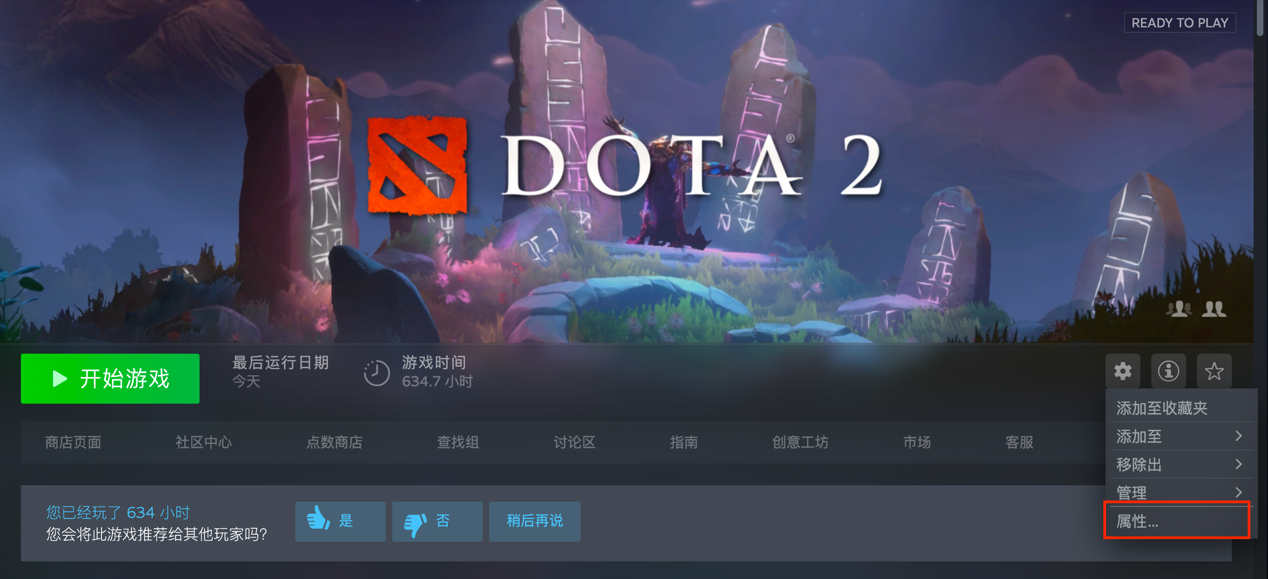 READY TO PLAY
DOTA® 2
开始游戏
最后运行日期
今天
游戏时间
634.7 小时
商店页面
社区中心
点数商店
查找组
讨论区
指南
创意工坊
市场
客服
添加至收藏夹
添加至
移除出
管理
属性...
您已经玩了 634 小时
您会将此游戏推荐给其他玩家吗?
是
否
稍后再说